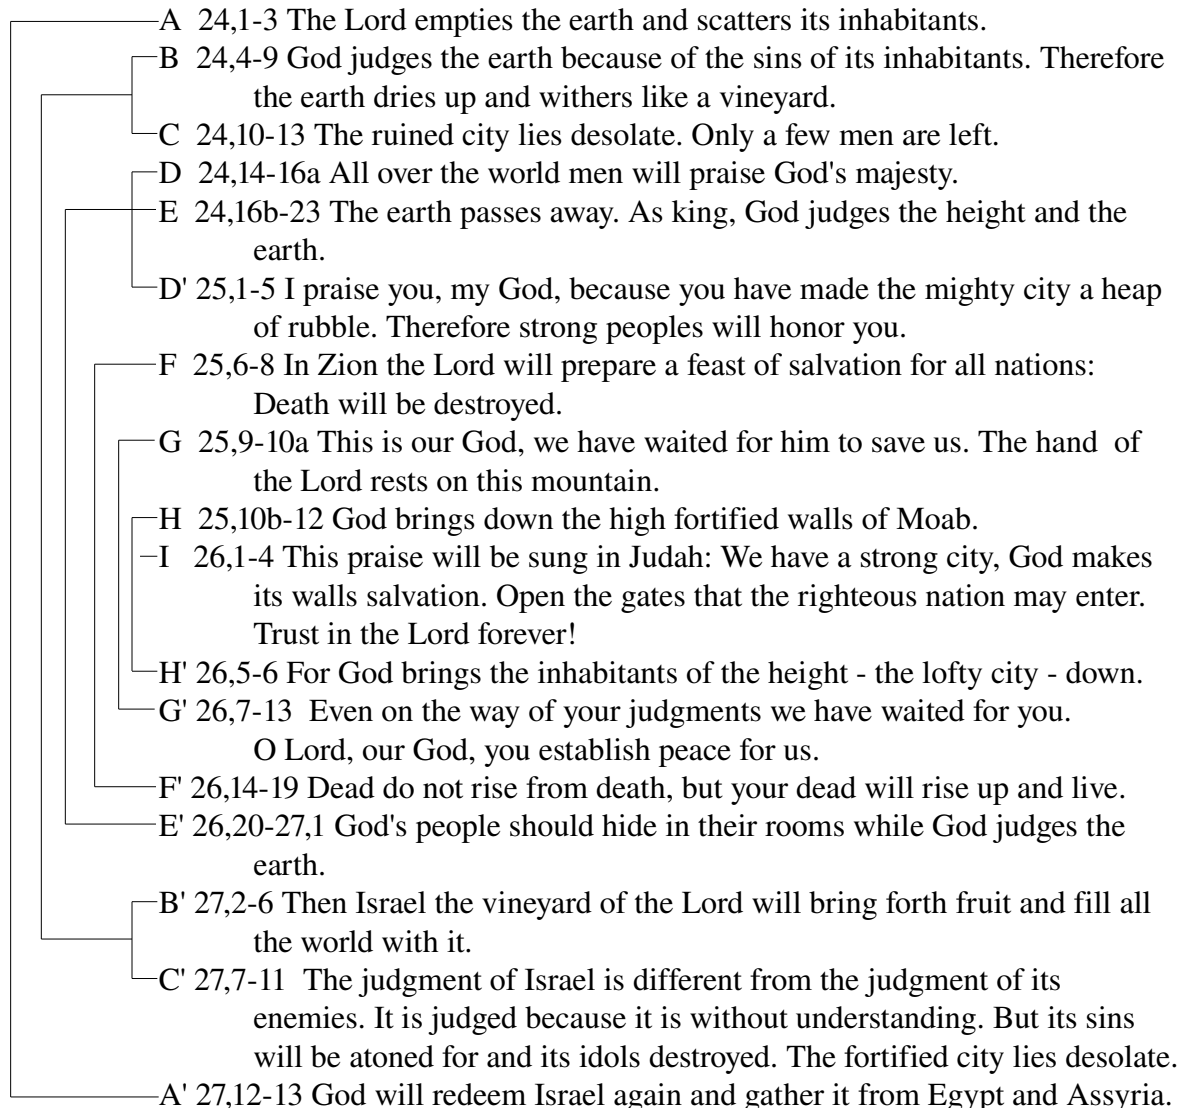 A 24,1-3 The Lord empties the earth and scatters its inhabitants.
B 24,4-9 God judges the earth because of the sins of its inhabitants. Therefore
the earth dries up and withers like a vineyard.
C 24,10-13 The ruined city lies desolate. Only a few men are left.
D 24,14-16a All over the world men will praise God's majesty.
E 24,16b-23 The earth passes away. As king, God judges the height and the
earth.
D' 25,1-5 I praise you, my God, because you have made the mighty city a heap
of rubble. Therefore strong peoples will honor you.
F 25,6-8 In Zion the Lord will prepare a feast of salvation for all nations:
Death will be destroyed.
G 25,9-10a This is our God, we have waited for him to save us. The hand of
the Lord rests on this mountain.
H 25,10b-12 God brings down the high fortified walls of Moab.
I 26,1-4 This praise will be sung in Judah: We have a strong city, God makes
its walls salvation. Open the gates that the righteous nation may enter.
Trust in the Lord forever!
H' 26,5-6 For God brings the inhabitants of the height - the lofty city - down.
G' 26,7-13 Even on the way of your judgments we have waited for you.
O Lord, our God, you establish peace for us.
F' 26,14-19 Dead do not rise from death, but your dead will rise up and live.
E' 26,20-27,1 God's people should hide in their rooms while God judges the
earth.
B' 27,2-6 Then Israel the vineyard of the Lord will bring forth fruit and fill all
the world with it.
C' 27,7-11 The judgment of Israel is different from the judgment of its
enemies. It is judged because it is without understanding. But its sins
will be atoned for and its idols destroyed. The fortified city lies desolate.
A' 27,12-13 God will redeem Israel again and gather it from Egypt and Assyria.